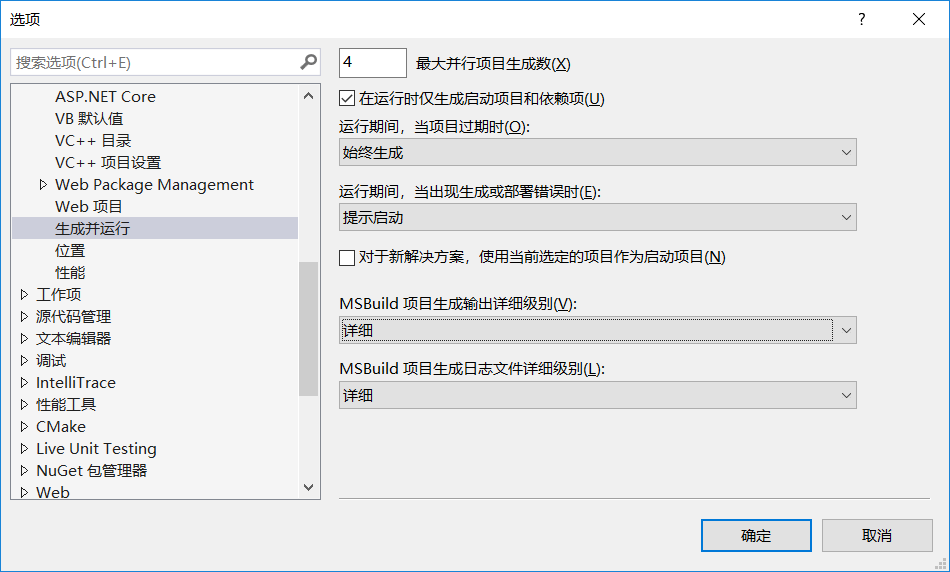 选项
?
搜索选项(Ctrl+E)
ASP.NET Core
VB 默认值
VC++ 目录
VC++ 项目设置
Web Package Management
Web 项目
生成并运行
位置
性能
工作项
源代码管理
文本编辑器
调试
IntelliTrace
性能工具
CMake
Live Unit Testing
NuGet 包管理器
Web
4 最大并行项目生成数(X)
在运行时仅生成启动项目和依赖项(U)
运行期间，当项目过期时(O):
始终生成
运行期间，当出现生成或部署错误时(E):
提示启动
对于新解决方案，使用当前选定的项目作为启动项目(N)
MSBuild 项目生成输出详细级别(V):
详细
MSBuild 项目生成日志文件详细级别(L):
详细
确定
取消